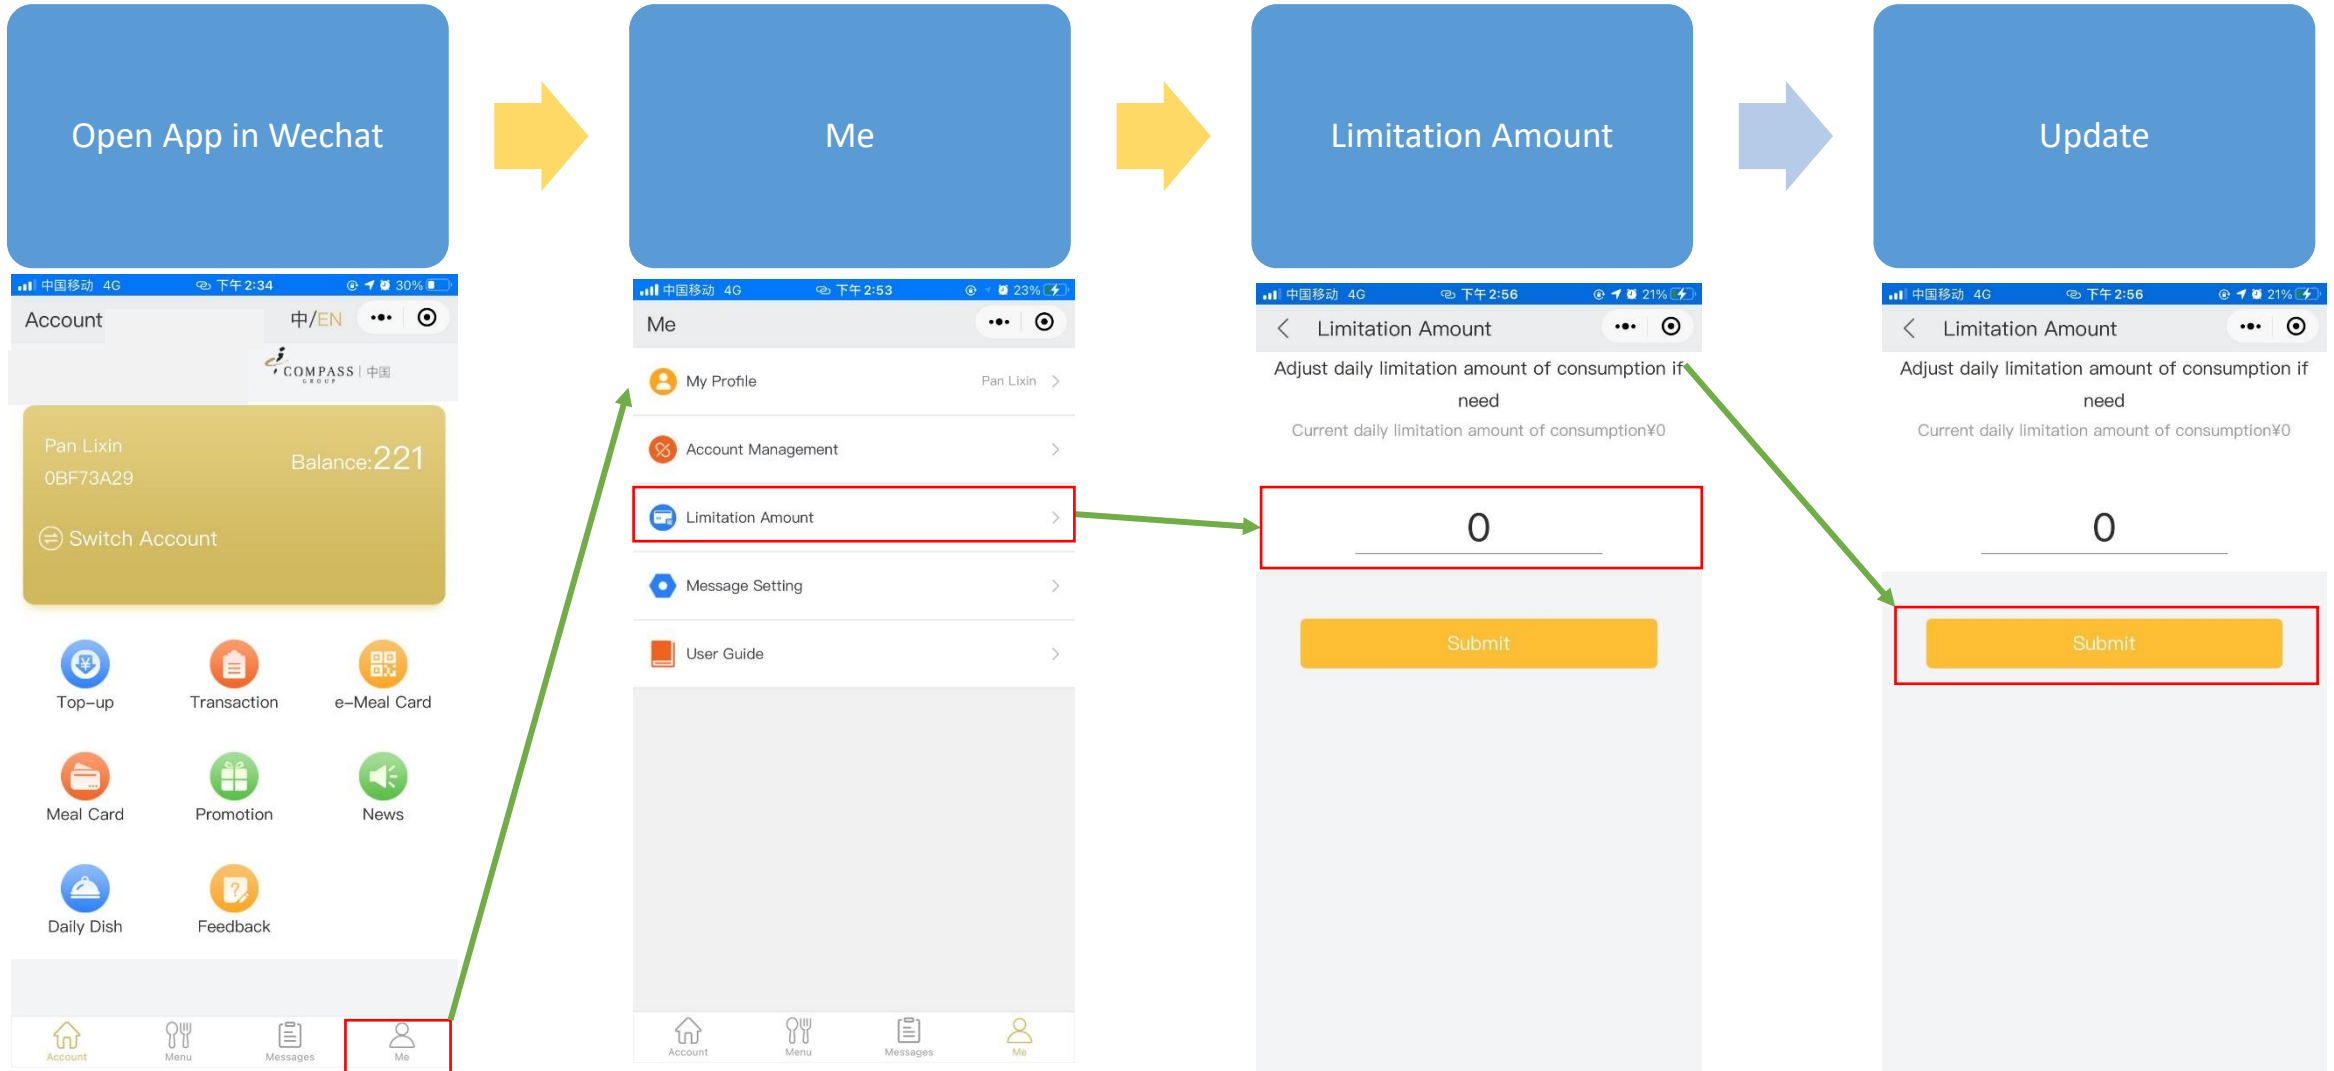 Open App in Wechat
Me
Limitation Amount
Update
中国移动 4G 下午2:34 30%
Account 中/EN
COMPASS 中国
GROUP
Pan Lixin
0BF73A29
Balance:221
Switch Account
Top-up Transaction e-Meal Card
Meal Card Promotion News
Daily Dish Feedback
Account Menu Messages Me
中国移动 4G 下午2:53 23%
Me
My Profile Pan Lixin
Account Management
Limitation Amount
Message Setting
User Guide
Account Menu Messages Me
中国移动 4G 下午2:56 21%
Limitation Amount
Adjust daily limitation amount of consumption if
need
Current daily limitation amount of consumption¥0
0
Submit
中国移动 4G 下午2:56 21%
Limitation Amount
Adjust daily limitation amount of consumption if
need
Current daily limitation amount of consumption¥0
0
Submit